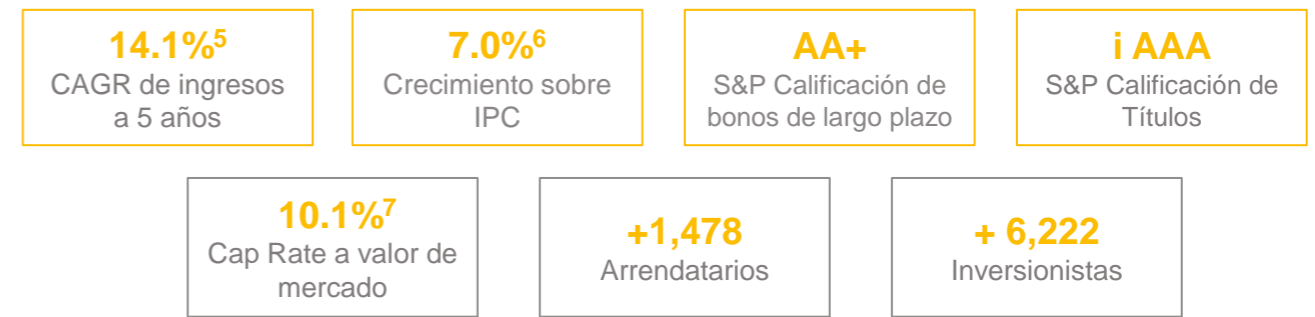 14.1%⁵
CAGR de ingresos
a 5 años
7.0%⁶
Crecimiento sobre
IPC
AA+
S&P Calificación de
bonos de largo plazo
i AAA
S&P Calificación de
Títulos
10.1%⁷
Cap Rate a valor de
mercado
+1,478
Arrendatarios
+ 6,222
Inversionistas